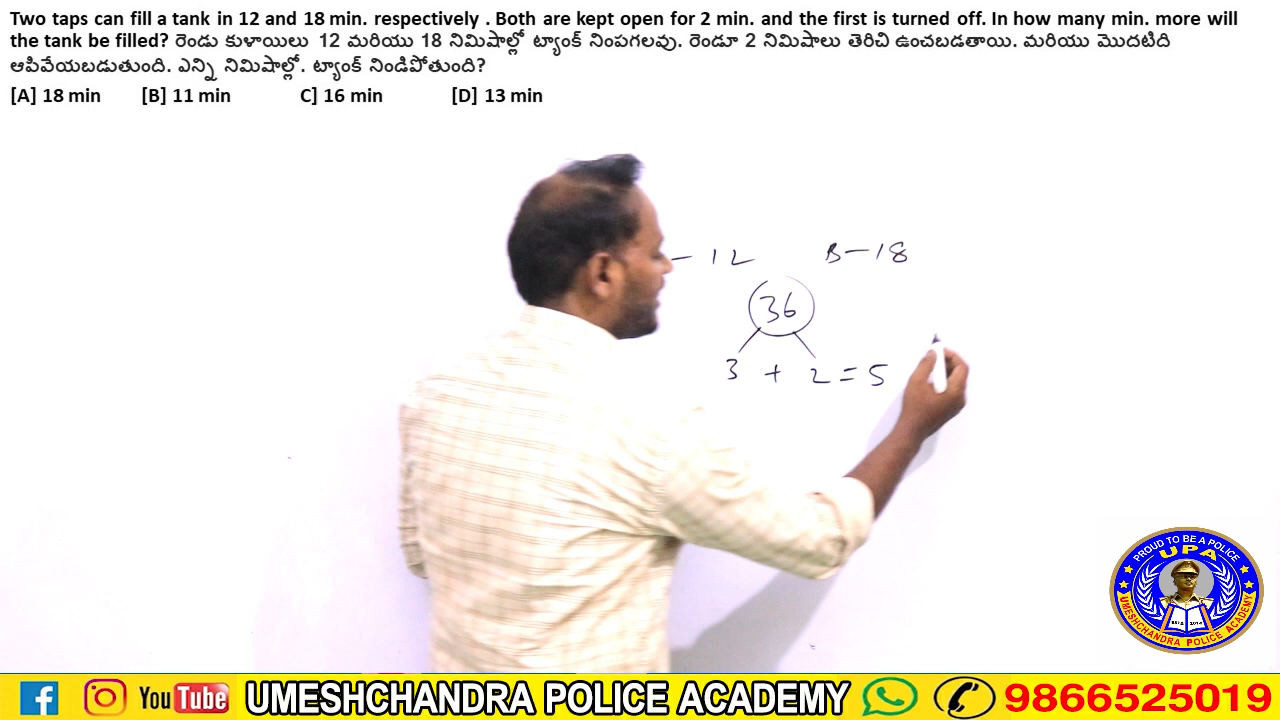 Two taps can fill a tank in 12 and 18 min. respectively . Both are kept open for 2 min. and the first is turned off. In how many min. more will
the tank be filled? రెండు కుళాయిలు 12 మరియు 18 నిమిషాల్లో ట్యాంక్ నింపగలవు. రెండూ 2 నిమిషాలు తెరిచి ఉంచబడతాయి. మరియు మొదటిది
ఆపివేయబడుతుంది. ఎన్ని నిమిషాల్లో. ట్యాంక్ నిండిపోతుంది?
[A] 18 min [B] 11 min C] 16 min [D] 13 min
– 12 B – 18
36
3 + 2 = 5
PROUD TO BE A POLICE
UPA
UMESHCHANDRA POLICE ACADEMY
f YouTube UMESHCHANDRA POLICE ACADEMY 9866525019